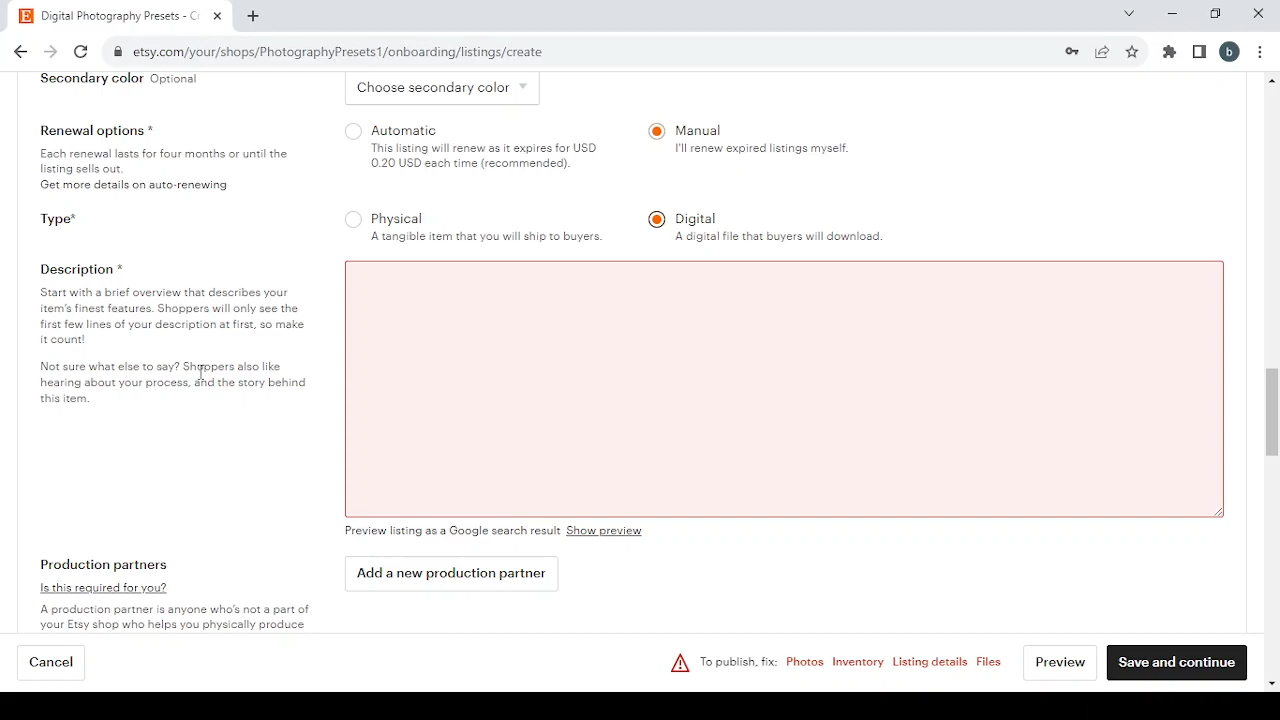 Digital Photography Presets - Cr
etsy.com/your/shops/PhotographyPresets1/onboarding/listings/create
b
Secondary color Optional
Choose secondary color
Renewal options *
Each renewal lasts for four months or until the
listing sells out.
Get more details on auto-renewing
Automatic
This listing will renew as it expires for USD
0.20 USD each time (recommended).
Manual
I'll renew expired listings myself.
Type*
Physical
A tangible item that you will ship to buyers.
Digital
A digital file that buyers will download.
Description *
Start with a brief overview that describes your
item's finest features. Shoppers will only see the
first few lines of your description at first, so make
it count!
Not sure what else to say? Shoppers also like
hearing about your process, and the story behind
this item.
Preview listing as a Google search result Show preview
Production partners
Is this required for you?
A production partner is anyone who's not a part of
your Etsy shop who helps you physically produce
Add a new production partner
Cancel
To publish, fix: Photos Inventory Listing details Files
Preview
Save and continue